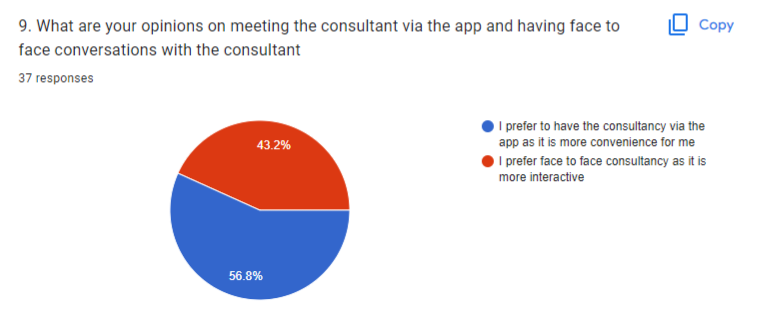 9. What are your opinions on meeting the consultant via the app and having face to
face conversations with the consultant
Copy
37 responses
43.2%
56.8%
I prefer to have the consultancy via the
app as it is more convenience for me
I prefer face to face consultancy as it is
more interactive